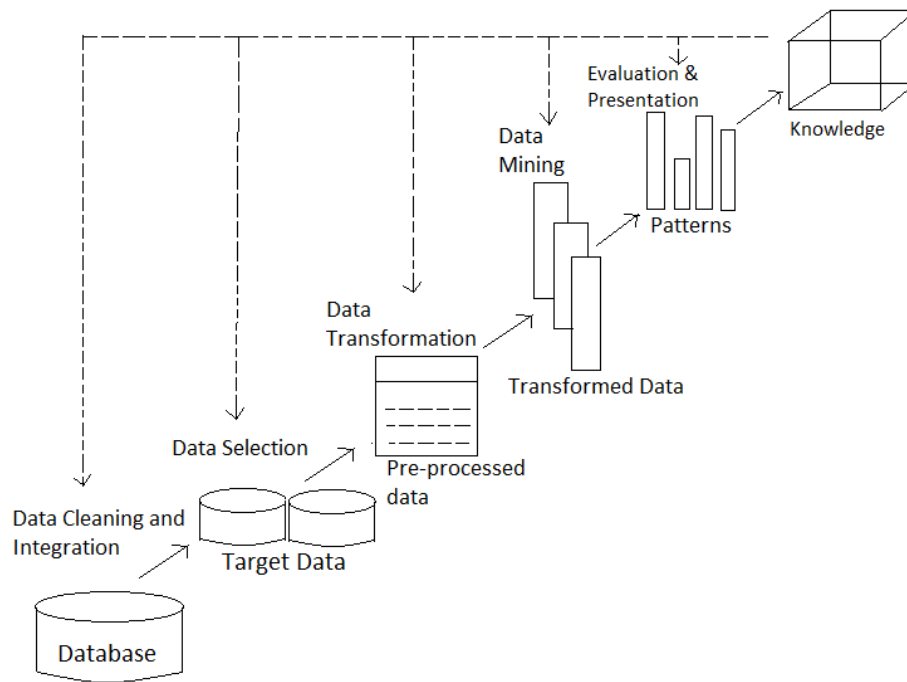 Evaluation &
Presentation
Knowledge
Data
Mining
Patterns
Data
Transformation
Transformed Data
Data Selection
Pre-processed
data
Data Cleaning and
Integration
Target Data
Database